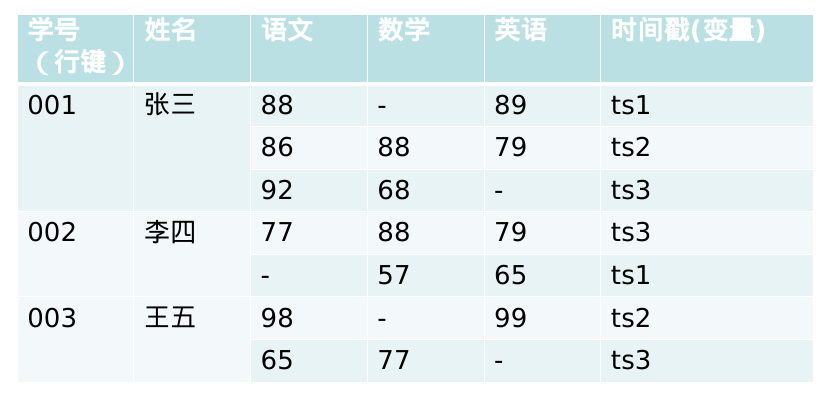 学号 姓名 语文 数学 英语 时间戳(变量)
（行键）
001 张三 88 - 89 ts1
86 88 79 ts2
92 68 - ts3
002 李四 77 88 79 ts3
- 57 65 ts1
003 王五 98 - 99 ts2
65 77 - ts3